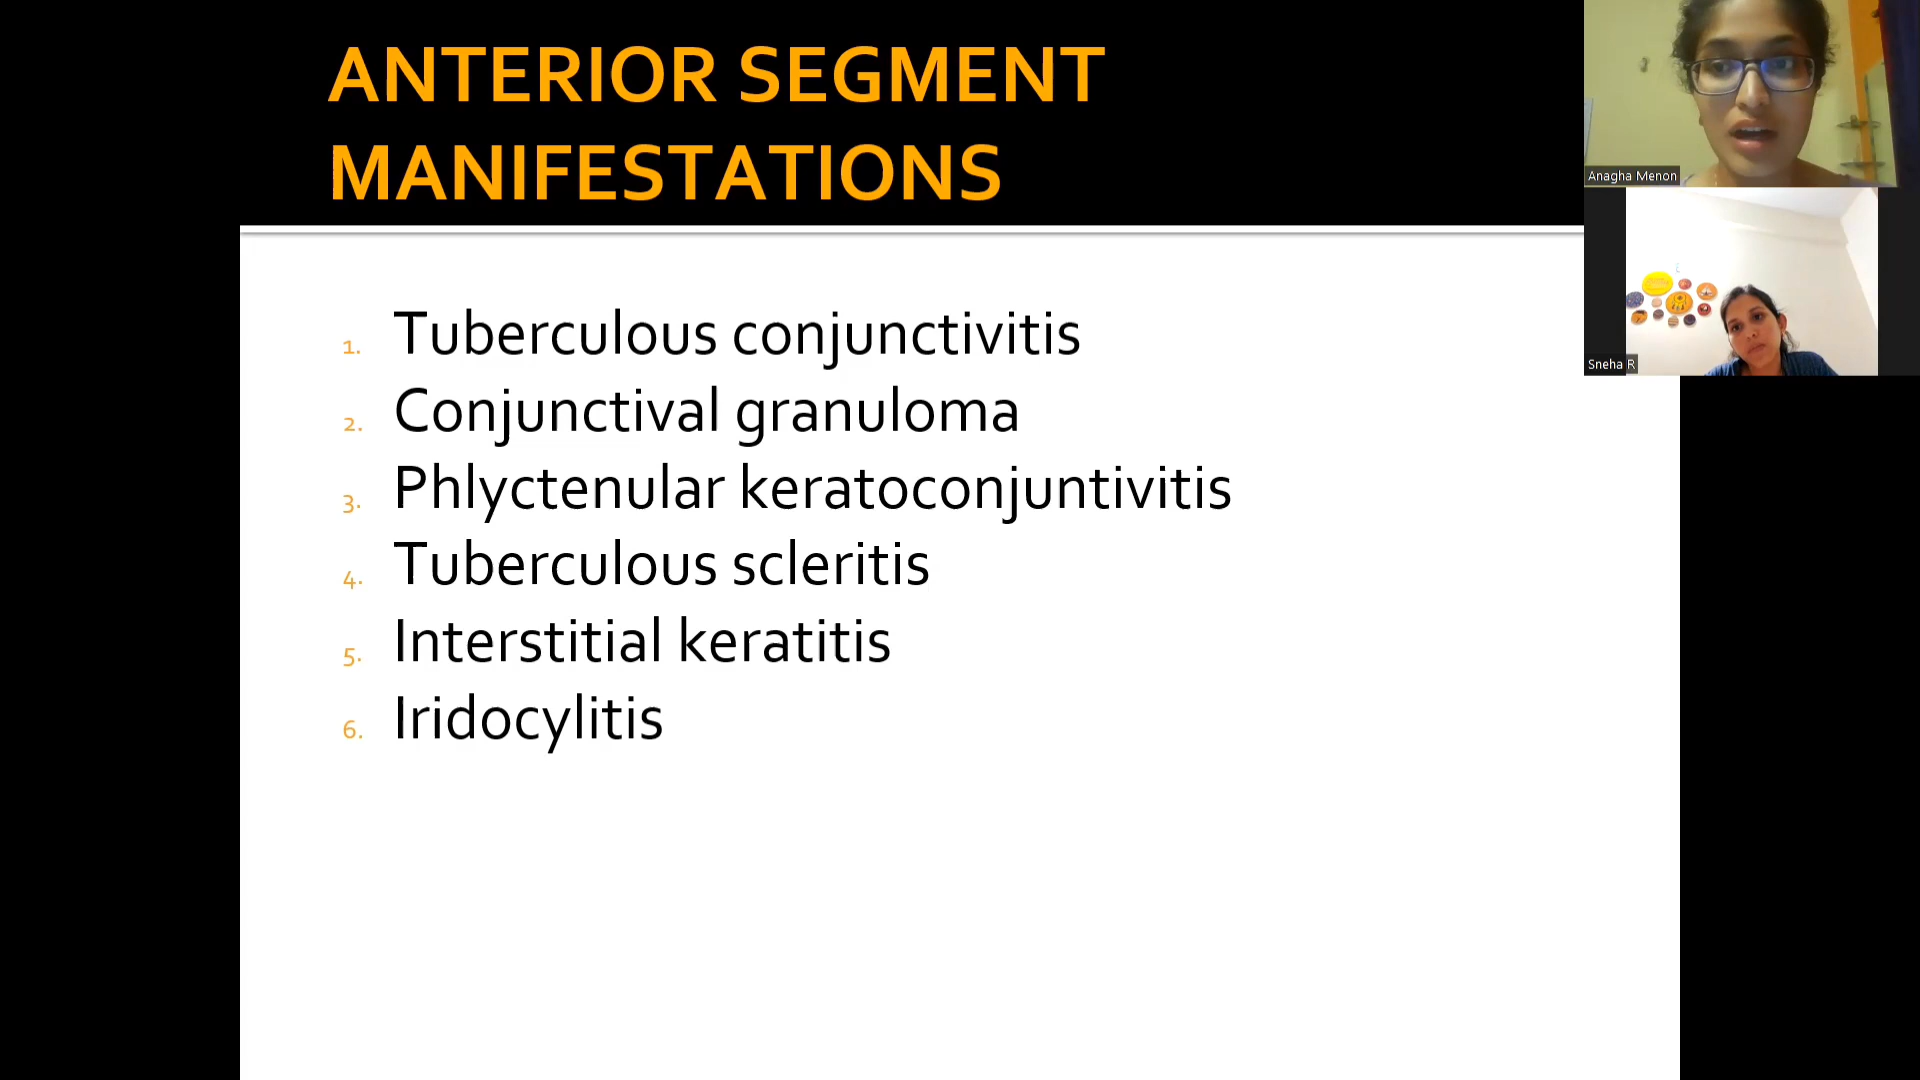 ANTERIOR SEGMENT
MANIFESTATIONS
1. Tuberculous conjunctivitis
2. Conjunctival granuloma
3. Phlyctenular keratoconjuntivitis
4. Tuberculous scleritis
5. Interstitial keratitis
6. Iridocylitis
Anagha Menon
Sneha R